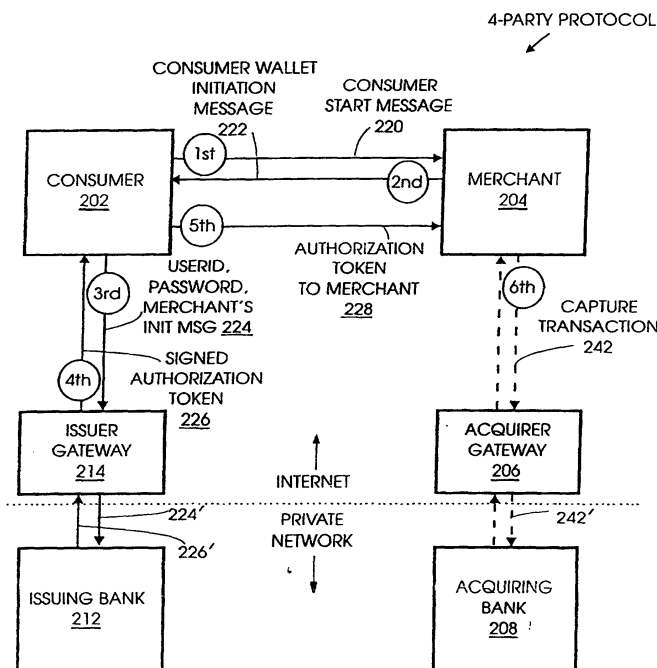 4-PARTY PROTOCOL
CONSUMER WALLET
INITIATION
MESSAGE
222
CONSUMER
START MESSAGE
220
1st
2nd
CONSUMER
202
MERCHANT
204
5th
AUTHORIZATION
TOKEN
TO MERCHANT
228
3rd
USERID,
PASSWORD,
MERCHANT'S
INIT MSG 224
6th
CAPTURE
TRANSACTION
242
4th
SIGNED
AUTHORIZATION
TOKEN
226
ISSUER
GATEWAY
214
ACQUIRER
GATEWAY
206
INTERNET
PRIVATE
NETWORK
224'
226'
242'
ISSUING BANK
212
ACQUIRING
BANK
208